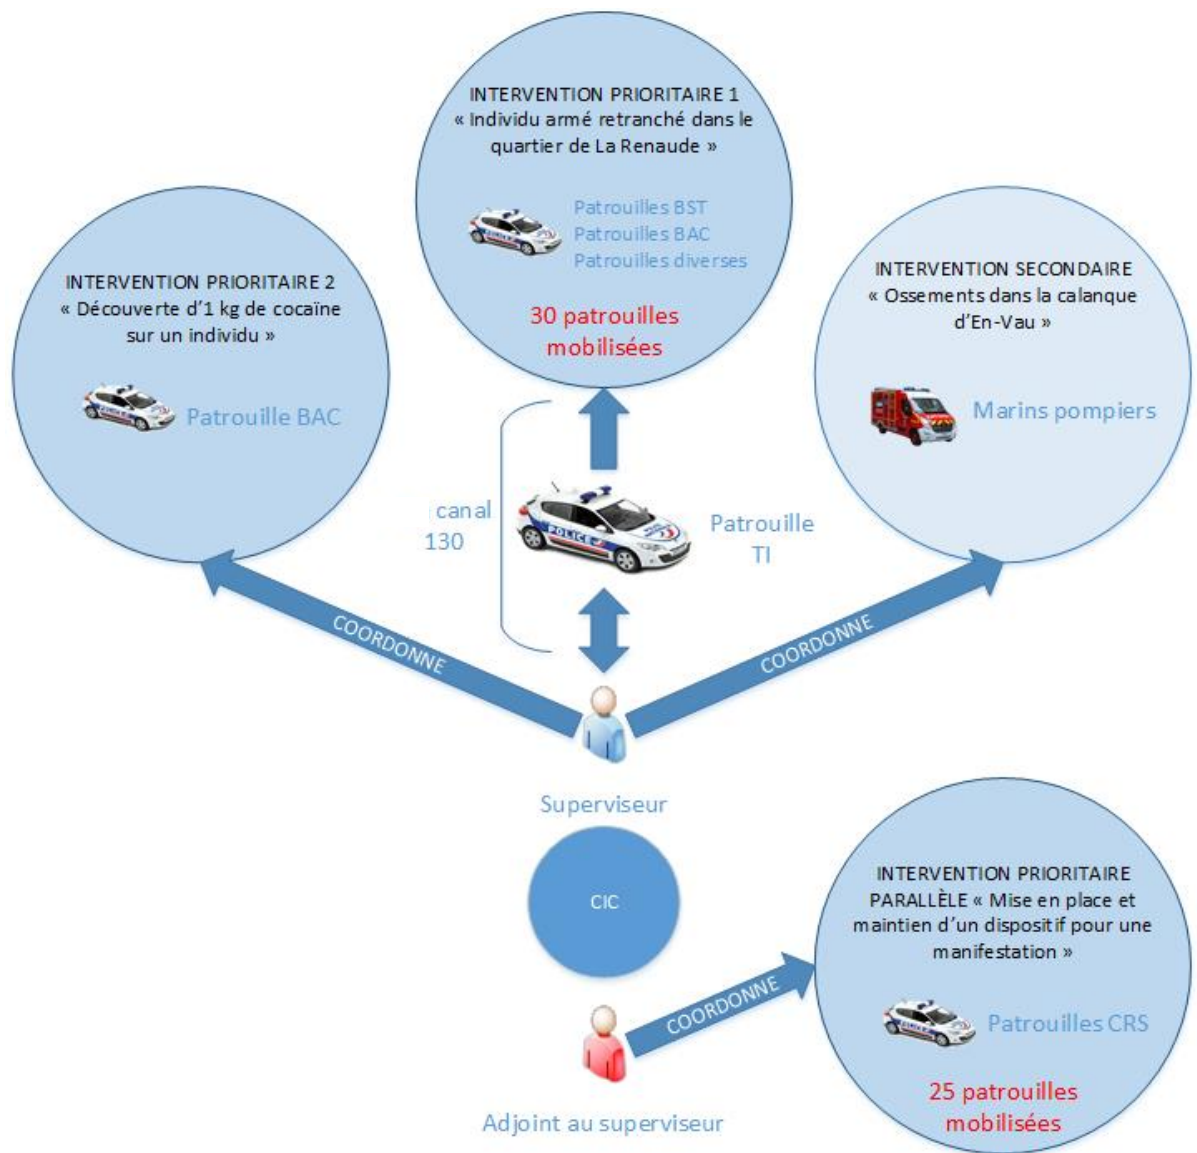 INTERVENTION PRIORITAIRE 1
« Individu armé retranché dans le
quartier de La Renaude »
Patrouilles BST
Patrouilles BAC
Patrouilles diverses
30 patrouilles
mobilisées
INTERVENTION PRIORITAIRE 2
« Découverte d’1 kg de cocaïne
sur un individu »
Patrouille BAC
INTERVENTION SECONDAIRE
« Ossements dans la calanque
d’En-Vau »
Marins pompiers
canal
130
POLICE
Patrouille
TI
COORDONNE
COORDONNE
Superviseur
CIC
INTERVENTION PRIORITAIRE
PARALLÈLE « Mise en place et
maintien d’un dispositif pour une
manifestation »
Patrouilles CRS
25 patrouilles
mobilisées
COORDONNE
Adjoint au superviseur